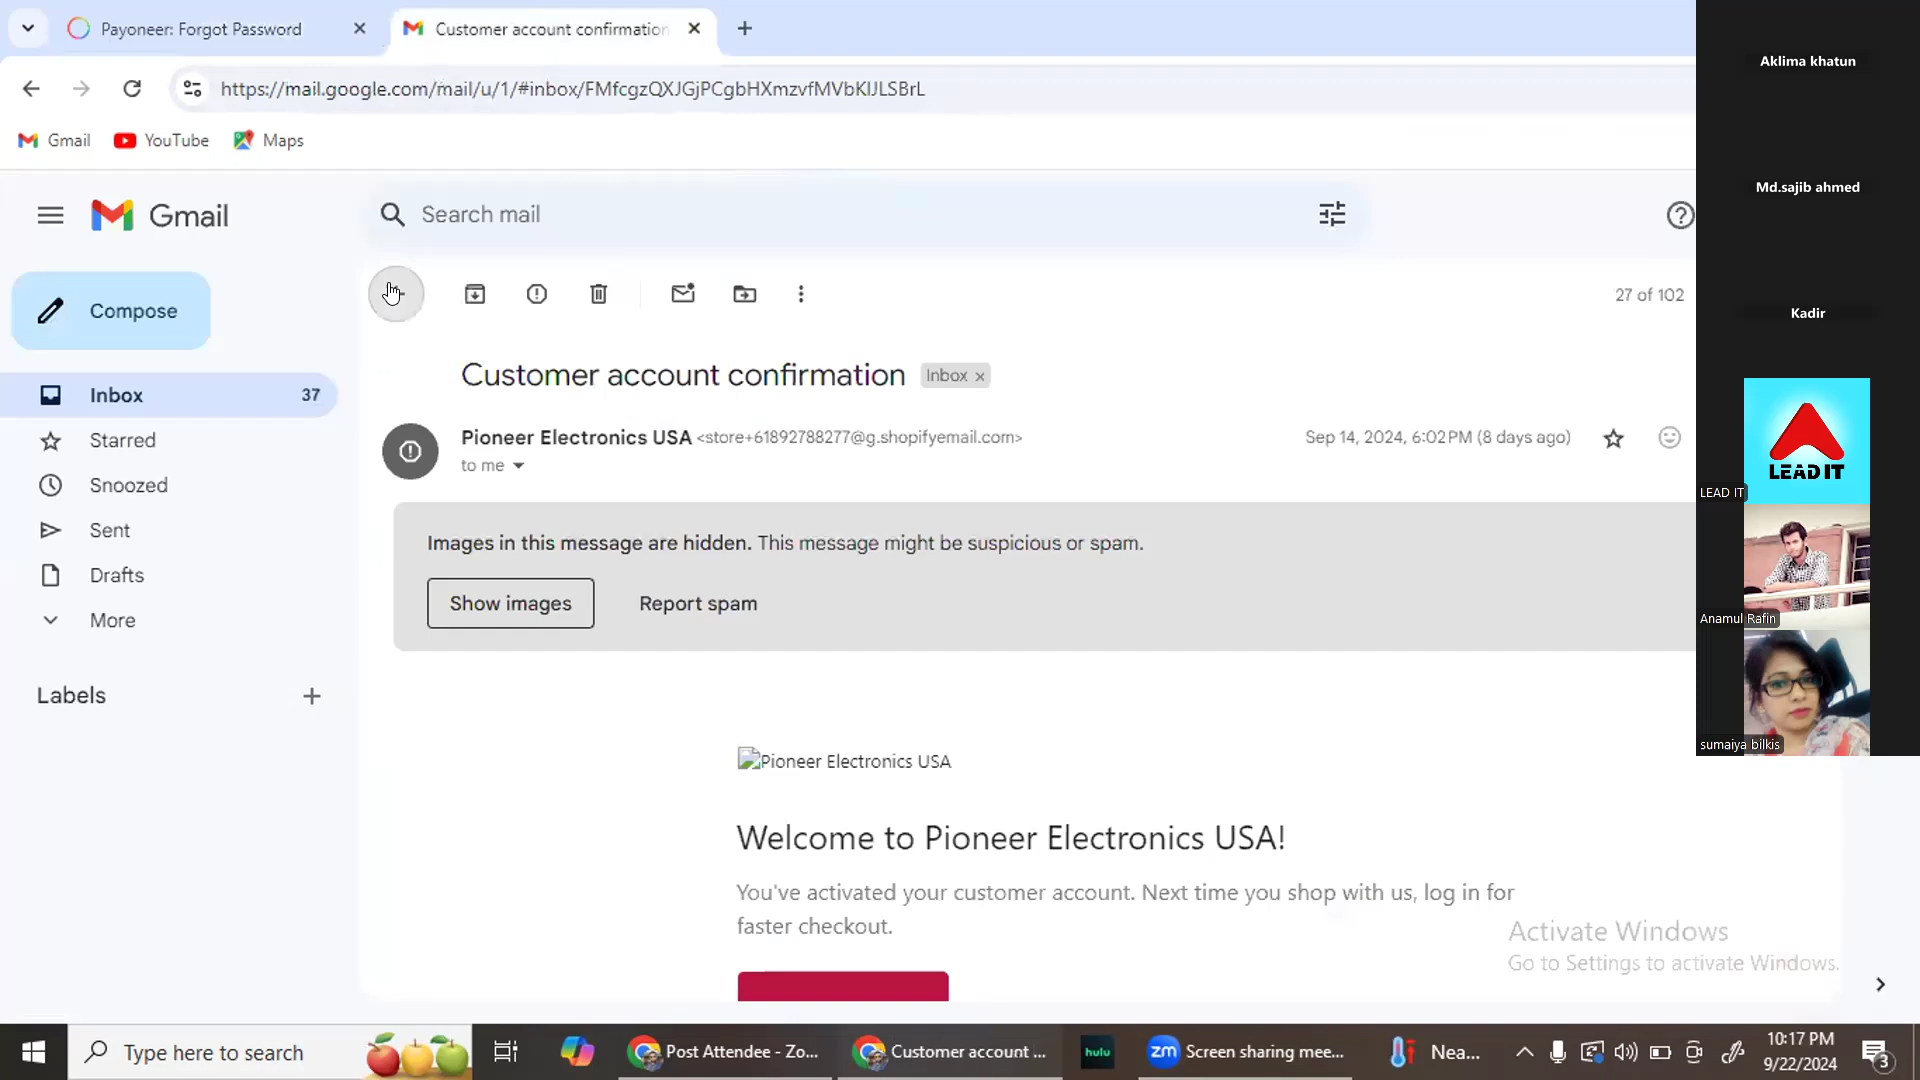 Payoneer: Forgot Password
Customer account confirmation
https://mail.google.com/mail/u/1/#inbox/FMfcgzQXJGjPCgbHXmzvfMVbKlJLSBrL
Gmail
YouTube
Maps
Gmail
Search mail
Compose
27 of 102
Customer account confirmation
Inbox ×
Inbox
37
Pioneer Electronics USA <store+61892788277@g.shopifyemail.com>
Sep 14, 2024, 6:02 PM (8 days ago)
to me
Starred
Snoozed
Sent
Drafts
More
Labels
Images in this message are hidden. This message might be suspicious or spam.
Show images
Report spam
Pioneer Electronics USA
Welcome to Pioneer Electronics USA!
You've activated your customer account. Next time you shop with us, log in for
faster checkout.
Activate Windows
Go to Settings to activate Windows.
Aklima khatun
Md.sajib ahmed
Kadir
LEAD IT
LEAD IT
Anamul Rafin
sumaiya bilkis
Type here to search
Post Attendee - Zo...
Customer account ...
hulu
zm
Screen sharing mee...
Nea...
10:17 PM
9/22/2024
3